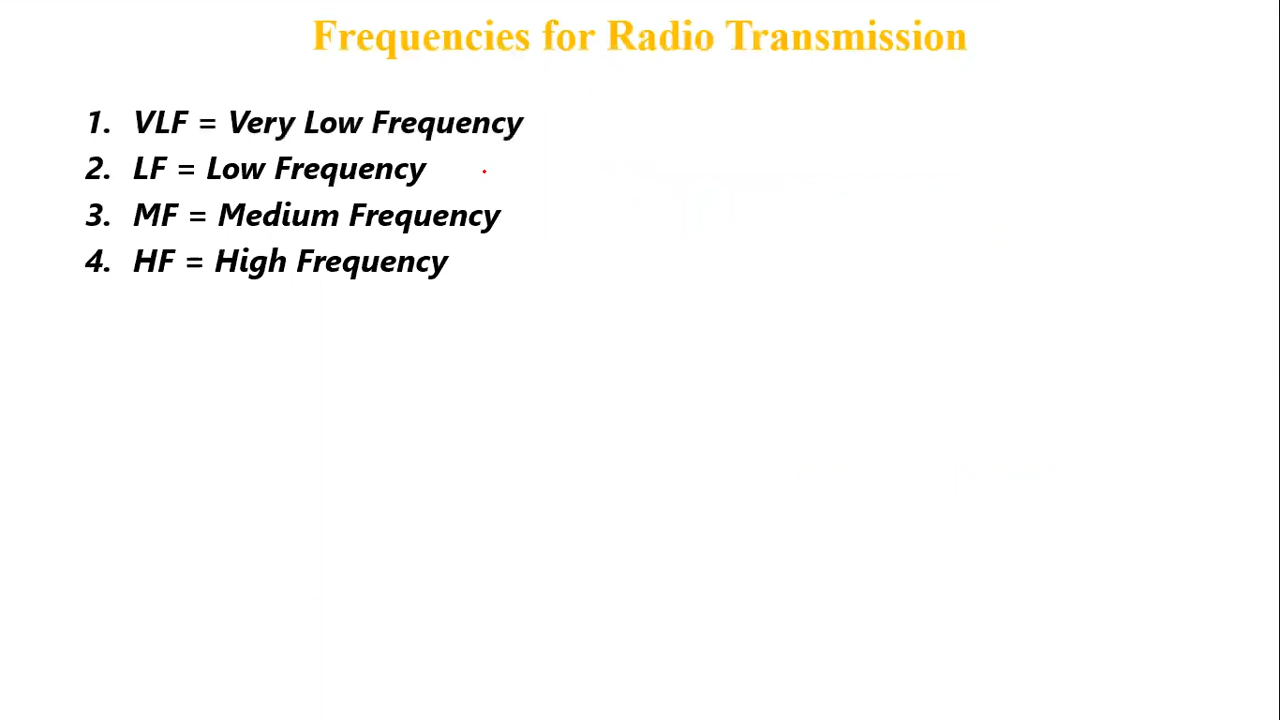 Frequencies for Radio Transmission
1. VLF = Very Low Frequency
2. LF = Low Frequency
3. MF = Medium Frequency
4. HF = High Frequency